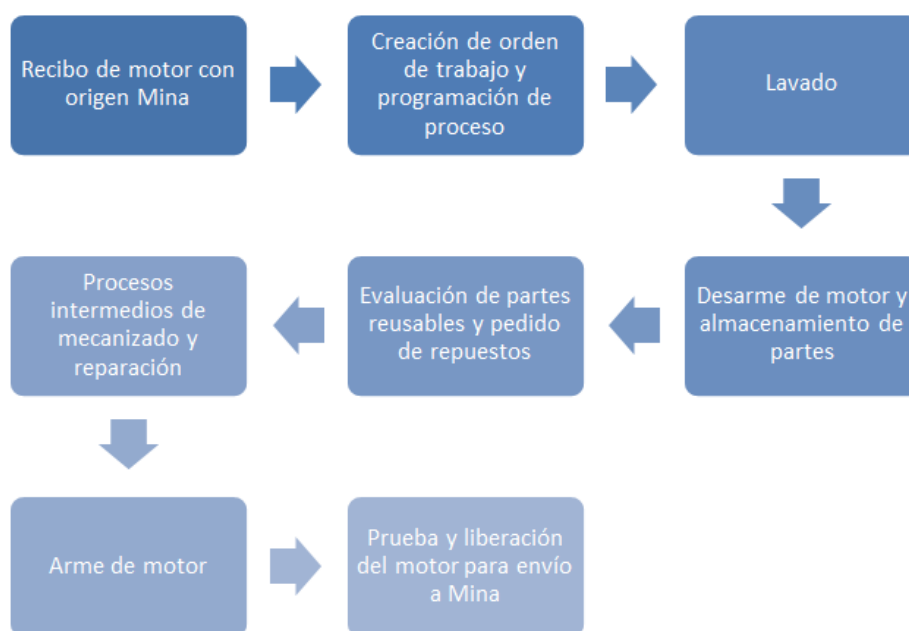 Recibo de motor con
origen Mina
Creación de orden
de trabajo y
programación de
proceso
Lavado
Desarme de motor y
almacenamiento de
partes
Evaluación de partes
reusables y pedido
de repuestos
Procesos
intermedios de
mecanizado y
reparación
Arme de motor
Prueba y liberación
del motor para envío
a Mina